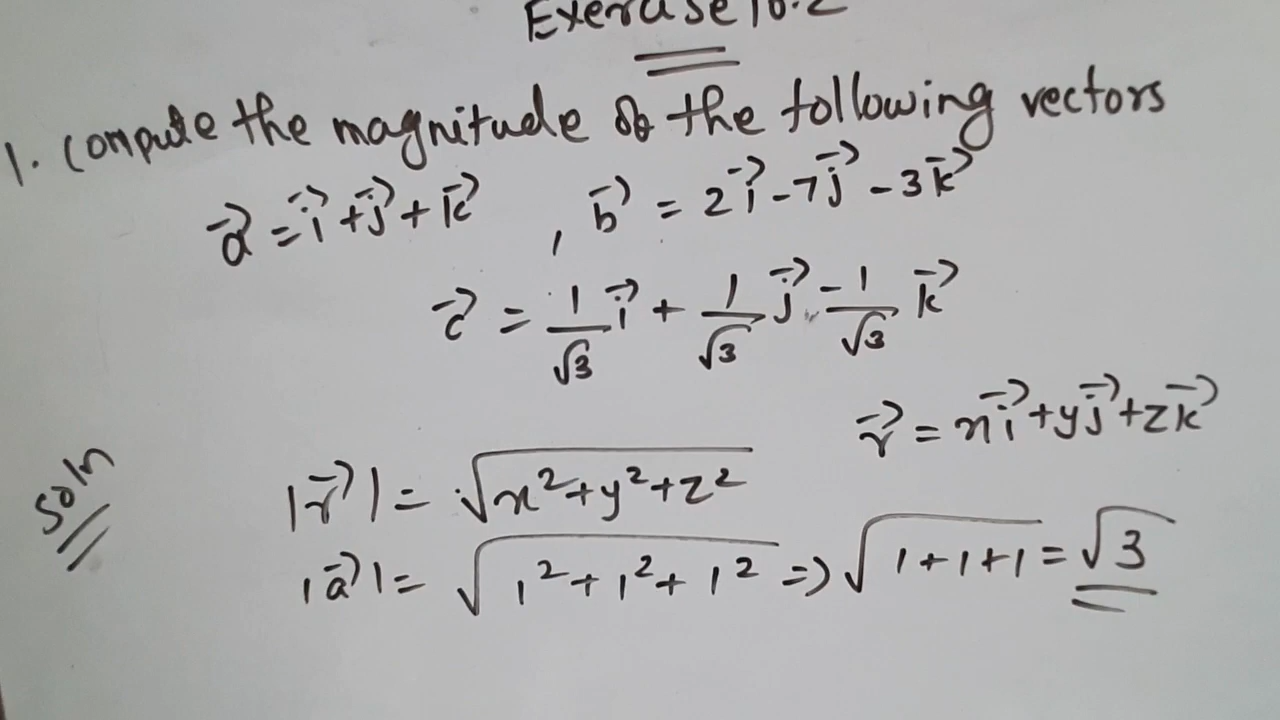 Exercise 10.2
1. Compute the magnitude of the following vectors
a⃗ = i⃗ + j⃗ + k⃗ , b⃗ = 2i⃗ - 7j⃗ - 3k⃗
c⃗ = 1/√3 i⃗ + 1/√3 j⃗ - 1/√3 k⃗
r⃗ = xi⃗ + yj⃗ + zk⃗
Soln |r⃗| = √(x² + y² + z²)
|a⃗| = √(1² + 1² + 1²) => √(1 + 1 + 1) = √3